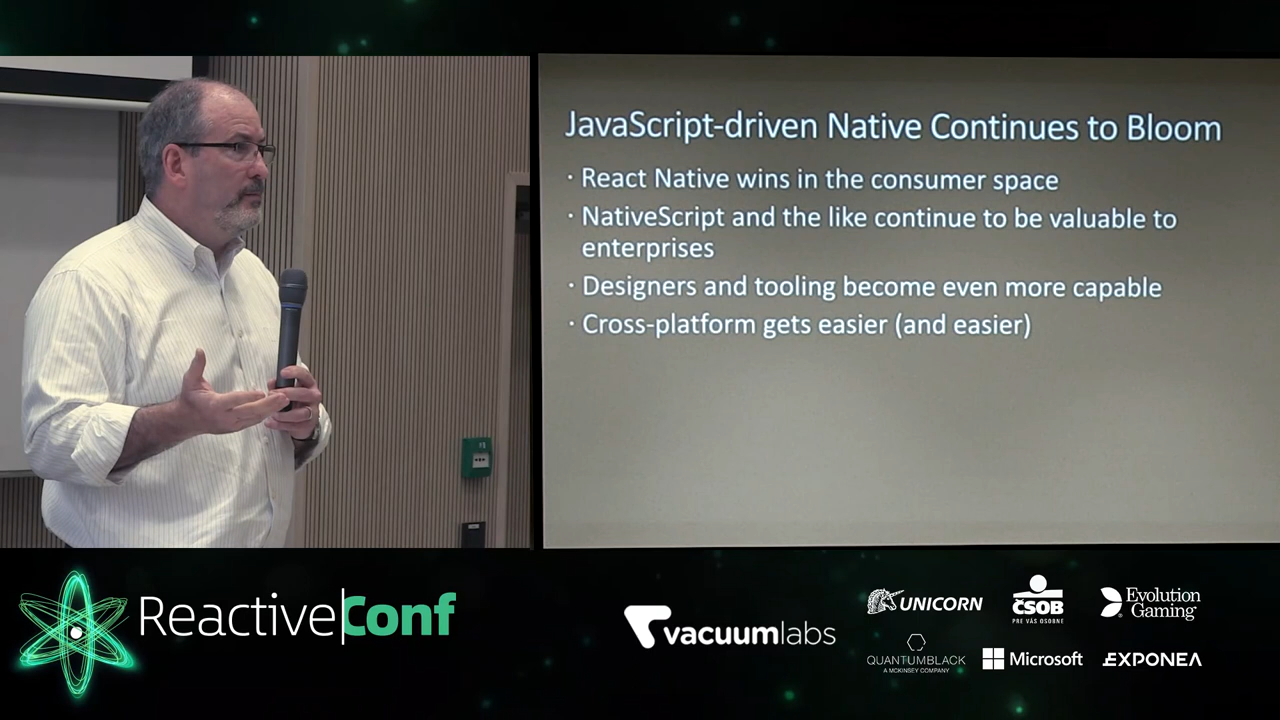 JavaScript-driven Native Continues to Bloom
· React Native wins in the consumer space
· NativeScript and the like continue to be valuable to
enterprises
· Designers and tooling become even more capable
· Cross-platform gets easier (and easier)
Reactive|Conf
vacuumlabs
UNICORN
ČSOB
PRE VÁS OSOBNE
Evolution
Gaming
QUANTUMBLACK
A MCKINSEY COMPANY
Microsoft
EXPONEA